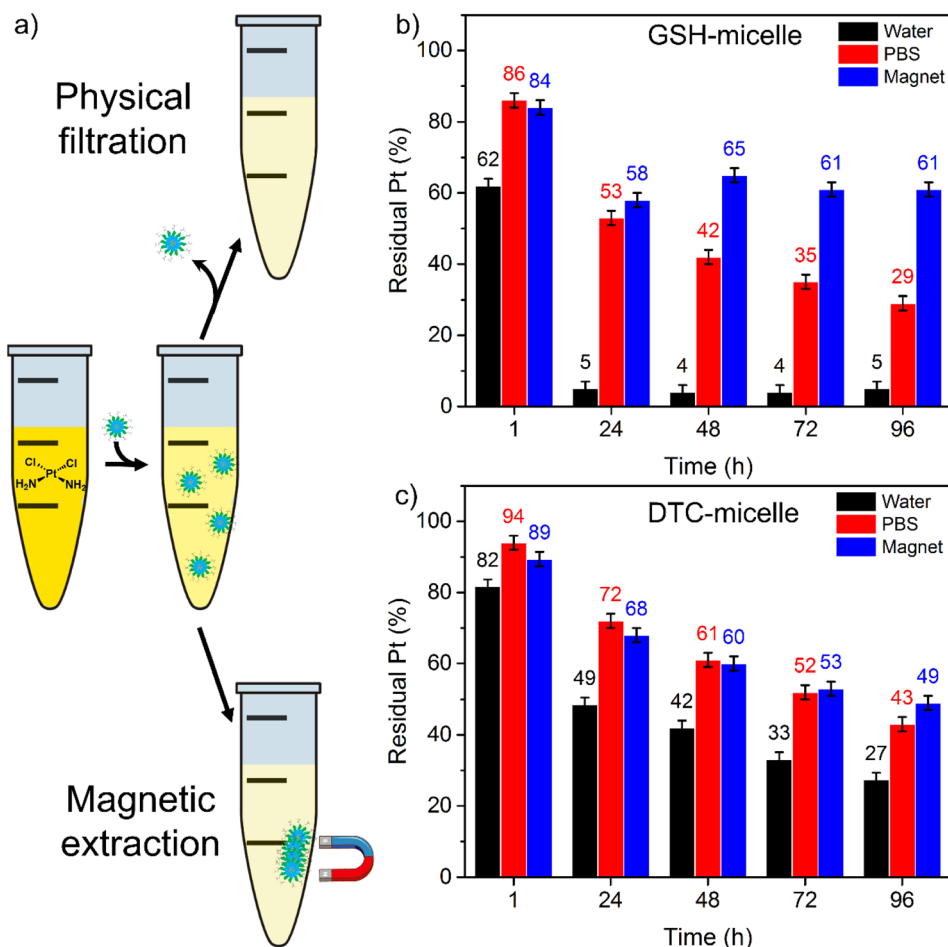 a)
Physical
filtration
Cl
Cl
Pt
H₂N
NH₂
Magnetic
extraction
b)
GSH-micelle
Water
PBS
Magnet
Residual Pt (%)
100
80
60
40
20
0
62
86
84
5
53
58
4
42
65
4
35
61
5
29
61
1
24
48
72
96
Time (h)
c)
DTC-micelle
Water
PBS
Magnet
Residual Pt (%)
100
80
60
40
20
0
82
94
89
49
72
68
42
61
60
33
52
53
27
43
49
1
24
48
72
96
Time (h)